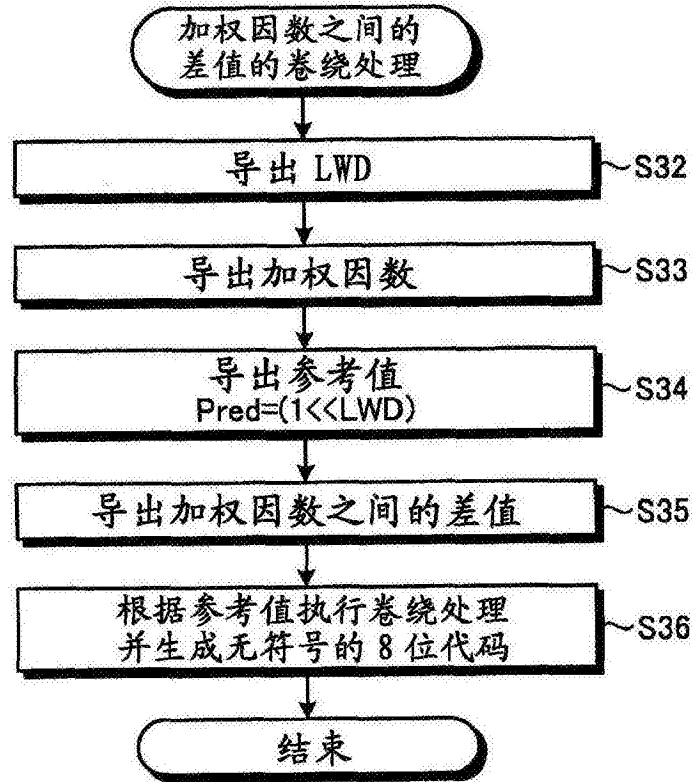 加权因数之间的
差值的卷绕处理
导出 LWD
S32
导出加权因数
S33
导出参考值
Pred=(1<<LWD)
S34
导出加权因数之间的差值
S35
根据参考值执行卷绕处理
并生成无符号的 8 位代码
S36
结束